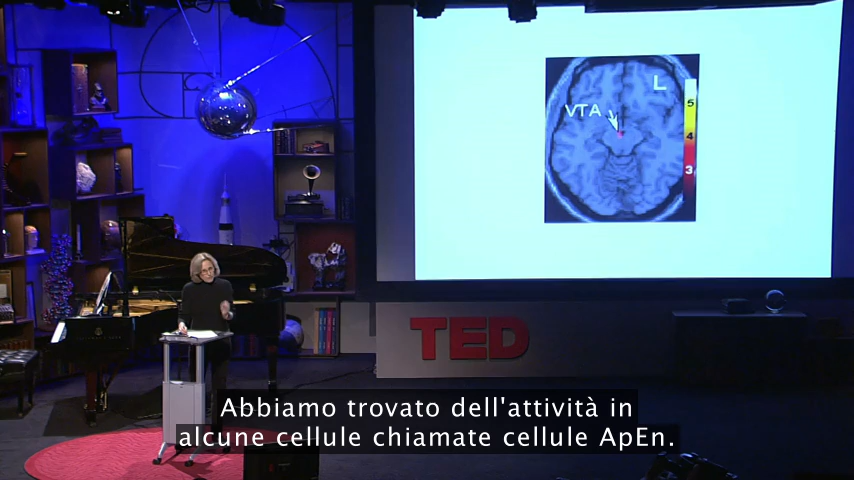 L
VTA
5
4
3
TED
Abbiamo trovato dell'attività in
alcune cellule chiamate cellule ApEn.